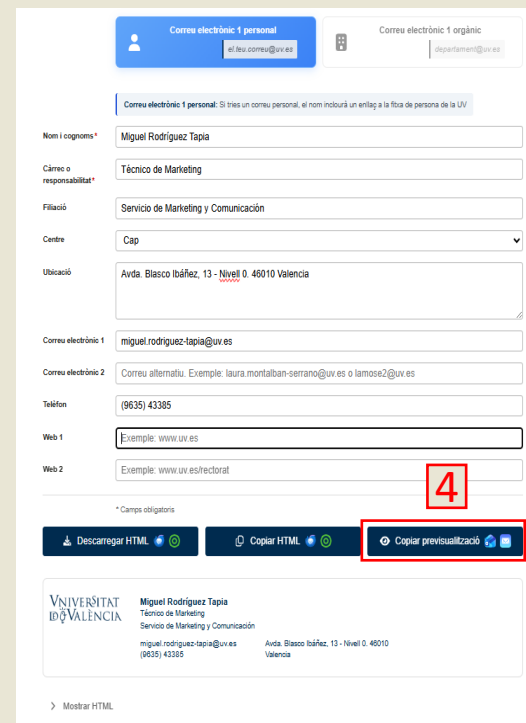 Correu electrònic 1 personal
el.teu.correu@uv.es
Correu electrònic 1 orgànic
departament@uv.es
Correu electrònic 1 personal: Si tries un correu personal, el nom inclourà un enllaç a la fitxa de persona de la UV
Nom i cognoms*
Miguel Rodríguez Tapia
Càrrec o
responsabilitat*
Técnico de Marketing
Filiació
Servicio de Marketing y Comunicación
Centre
Cap
Ubicació
Avda. Blasco Ibáñez, 13 - Nivell 0. 46010 Valencia
Correu electrònic 1
miguel.rodriguez-tapia@uv.es
Correu electrònic 2
Correu alternatiu. Exemple: laura.montalban-serrano@uv.es o lamose2@uv.es
Telèfon
(9635) 43385
Web 1
Exemple: www.uv.es
Web 2
Exemple: www.uv.es/rectorat
4
* Camps obligatoris
Descarregar HTML
Copiar HTML
Copiar previsualització
VNIVERSITAT
ID VALÈNCIA
Miguel Rodríguez Tapia
Técnico de Marketing
Servicio de Marketing y Comunicación
miguel.rodriguez-tapia@uv.es
(9635) 43385
Avda. Blasco Ibáñez, 13 - Nivell 0. 46010
Valencia
> Mostrar HTML